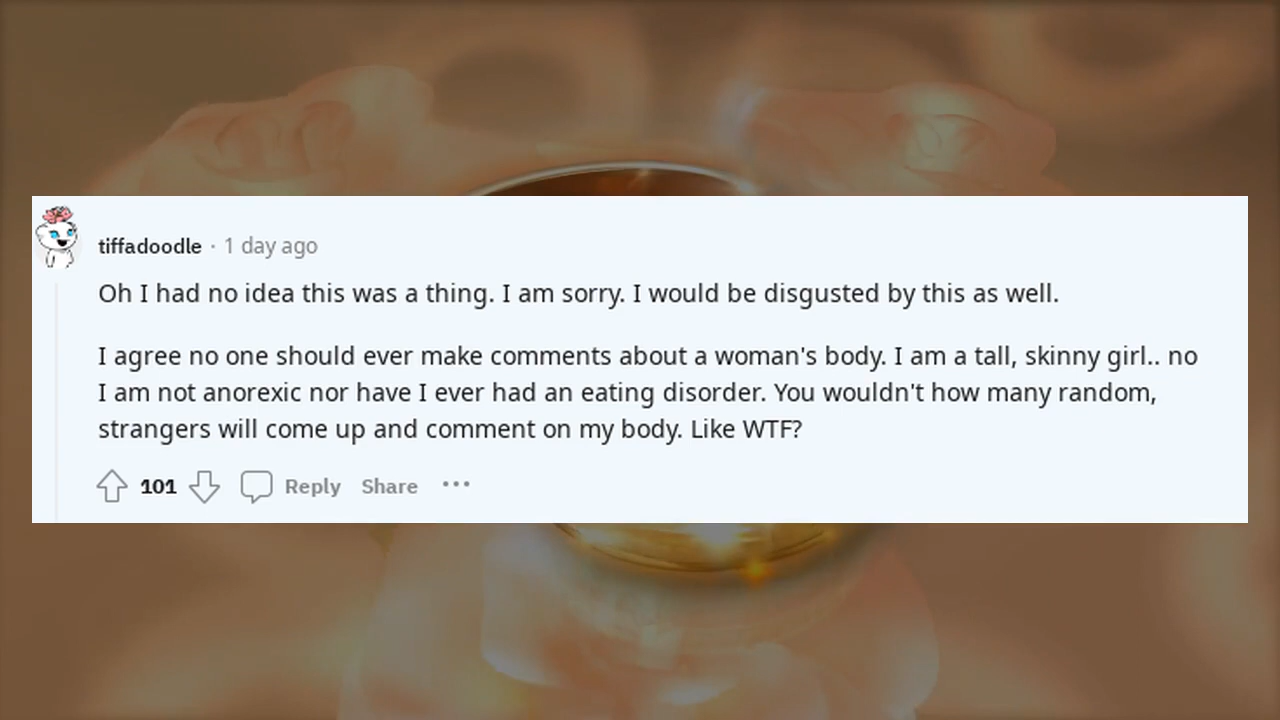 tiffadoodle · 1 day ago
Oh I had no idea this was a thing. I am sorry. I would be disgusted by this as well.
I agree no one should ever make comments about a woman's body. I am a tall, skinny girl.. no
I am not anorexic nor have I ever had an eating disorder. You wouldn't how many random,
strangers will come up and comment on my body. Like WTF?
101 Reply Share ···